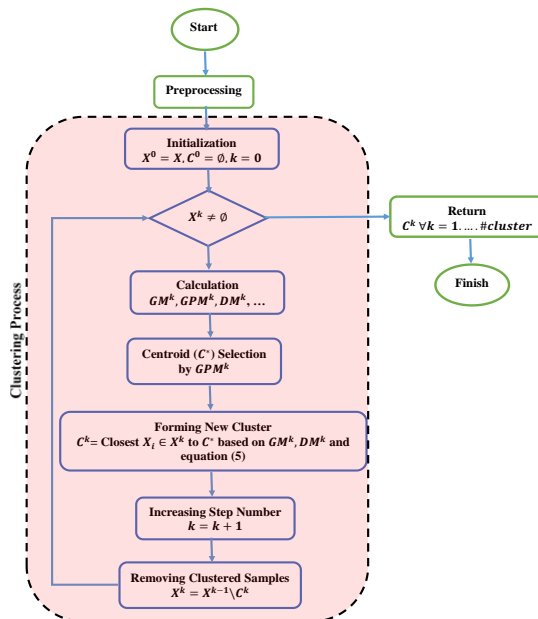 Start
Preprocessing
Clustering Process
Initialization
X⁰ = X, C⁰ = ∅, k = 0
Xᵏ ≠ ∅
Return
Cᵏ ∀k = 1. … . #cluster
Finish
Calculation
GMᵏ, GPMᵏ, DMᵏ, …
Centroid (C*) Selection
by GPMᵏ
Forming New Cluster
Cᵏ= Closest Xᵢ ∈ Xᵏ to C* based on GMᵏ, DMᵏ and
equation (5)
Increasing Step Number
k = k + 1
Removing Clustered Samples
Xᵏ = Xᵏ⁻¹\Cᵏ